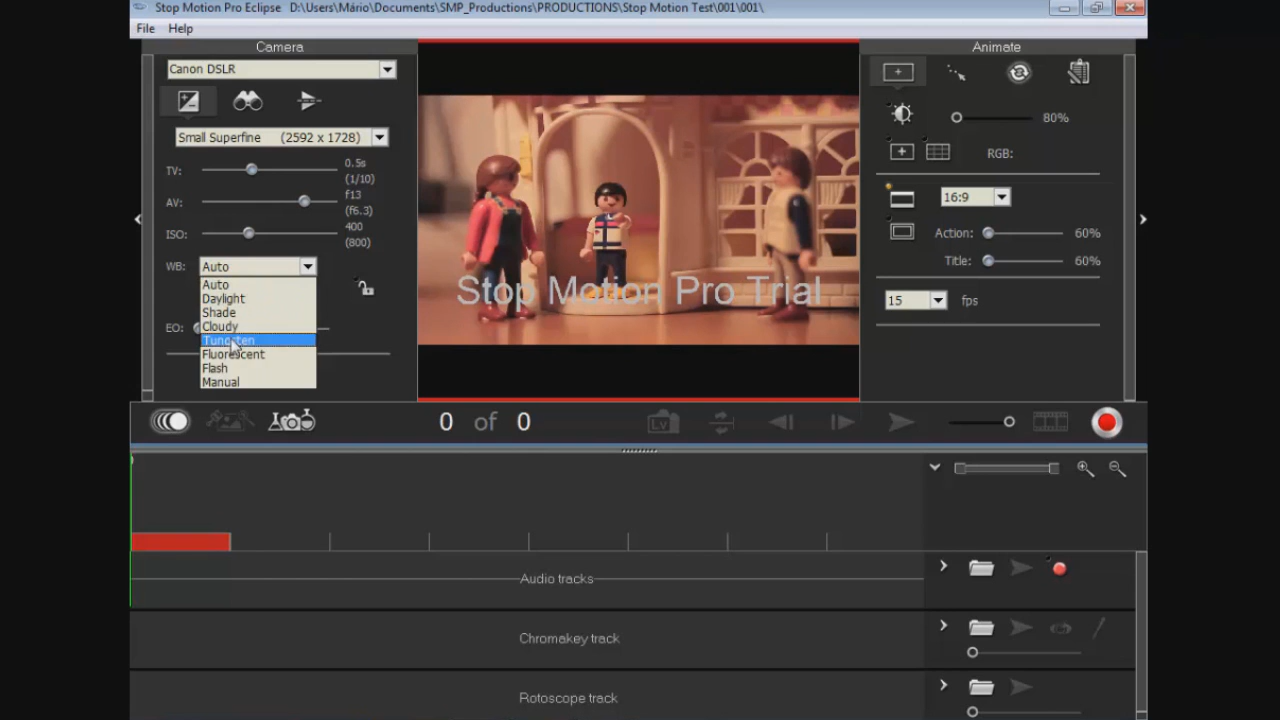 Stop Motion Pro Eclipse D:\Users\Mário\Documents\SMP_Productions\PRODUCTIONS\Stop Motion Test\001\001\
File Help
Camera
Animate
Canon DSLR
Small Superfine (2592 x 1728)
80%
TV: 0.5s
(1/10)
RGB:
AV: f13
(f6.3)
16:9
ISO: 400
(800)
Action: 60%
WB: Auto
Title: 60%
Auto
Daylight
Shade
Cloudy
Tungsten
Fluorescent
Flash
Manual
EO:
15 fps
Stop Motion Pro Trial
0 of 0
Lv
Audio tracks
Chromakey track
Rotoscope track